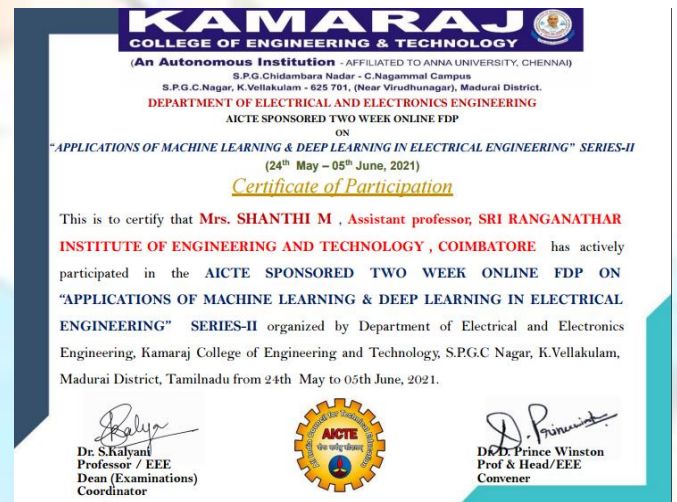 KAMARAJ
COLLEGE OF ENGINEERING & TECHNOLOGY
(An Autonomous Institution - AFFILIATED TO ANNA UNIVERSITY, CHENNAI)
S.P.G.Chidambara Nadar - C.Nagammal Campus
S.P.G.C.Nagar, K.Vellakulam - 625 701, (Near Virudhunagar), Madurai District.
DEPARTMENT OF ELECTRICAL AND ELECTRONICS ENGINEERING
AICTE SPONSORED TWO WEEK ONLINE FDP
ON
"APPLICATIONS OF MACHINE LEARNING & DEEP LEARNING IN ELECTRICAL ENGINEERING" SERIES-II
(24th May – 05th June, 2021)
Certificate of Participation
This is to certify that Mrs. SHANTHI M , Assistant professor, SRI RANGANATHAR
INSTITUTE OF ENGINEERING AND TECHNOLOGY , COIMBATORE has actively
participated in the AICTE SPONSORED TWO WEEK ONLINE FDP ON
"APPLICATIONS OF MACHINE LEARNING & DEEP LEARNING IN ELECTRICAL
ENGINEERING" SERIES-II organized by Department of Electrical and Electronics
Engineering, Kamaraj College of Engineering and Technology, S.P.G.C Nagar, K.Vellakulam,
Madurai District, Tamilnadu from 24th May to 05th June, 2021.
Dr. S.Kalyani
Professor / EEE
Dean (Examinations)
Coordinator
All India Council for Technical Education
AICTE
Dr. D. Prince Winston
Prof & Head/EEE
Convener